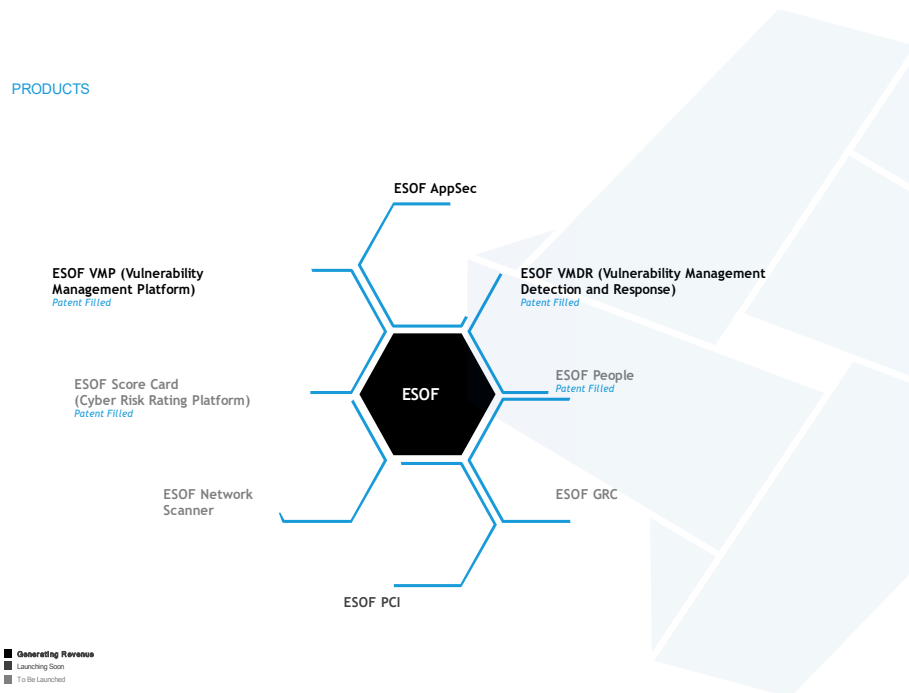 PRODUCTS
ESOF AppSec
ESOF VMP (Vulnerability
Management Platform)
Patent Filled
ESOF VMDR (Vulnerability Management
Detection and Response)
Patent Filled
ESOF Score Card
(Cyber Risk Rating Platform)
Patent Filled
ESOF
ESOF People
Patent Filled
ESOF Network
Scanner
ESOF GRC
ESOF PCI
Generating Revenue
Launching Soon
To Be Launched